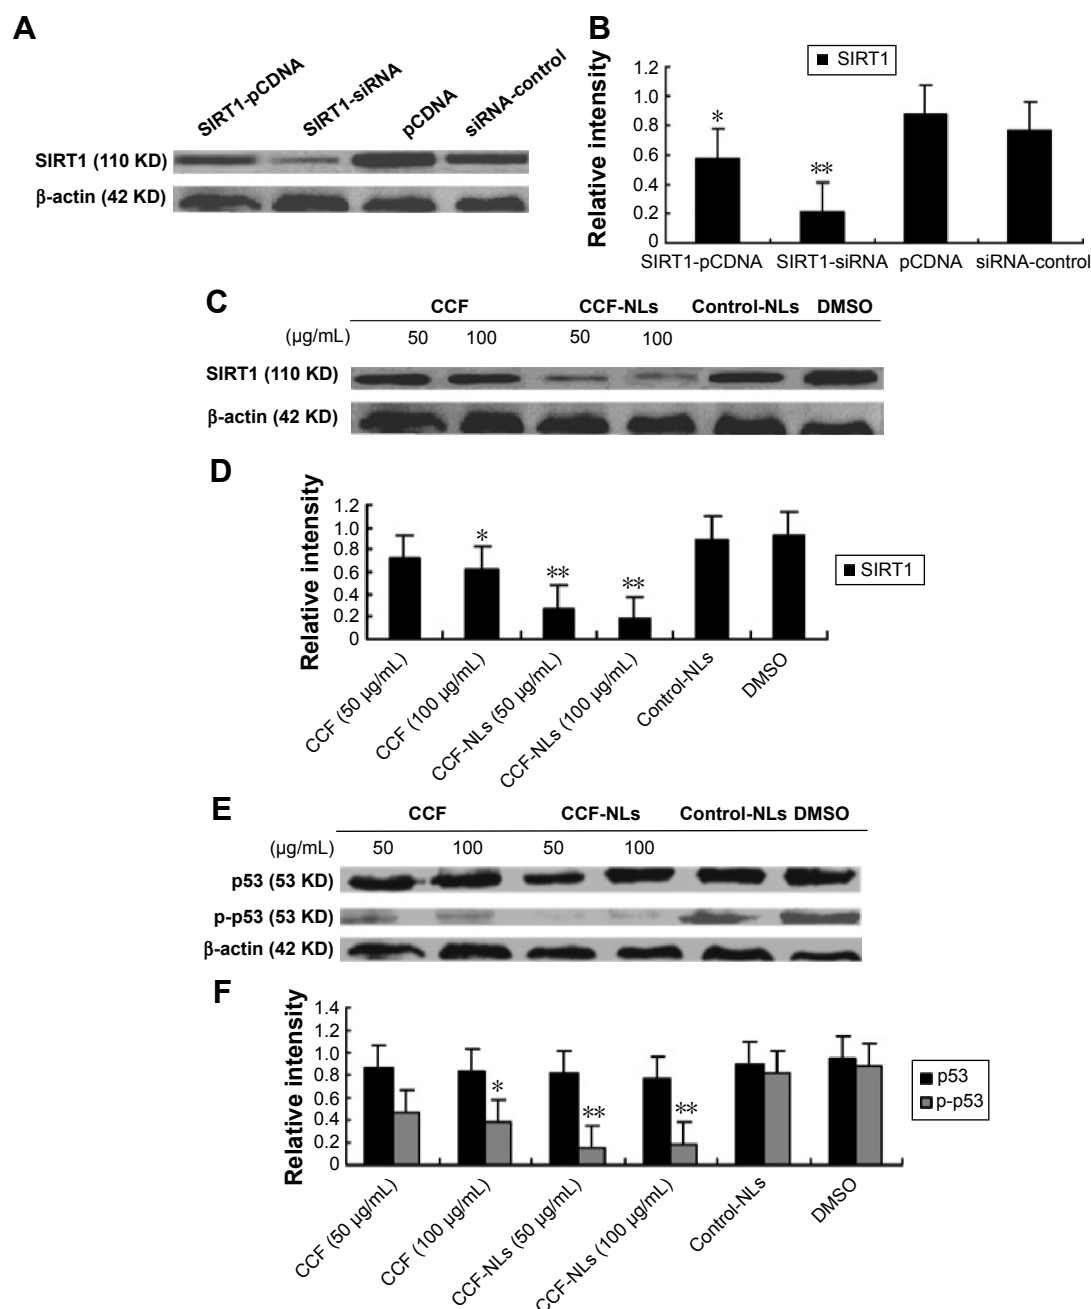 A
SIRT1-pCDNA
SIRT1-siRNA
pCDNA
siRNA-control
SIRT1 (110 KD)
β-actin (42 KD)
B
SIRT1
Relative intensity
1.2
1.0
0.8
0.6
0.4
0.2
0
*
**
SIRT1-pCDNA SIRT1-siRNA pCDNA siRNA-control
C
CCF CCF-NLs Control-NLs DMSO
(µg/mL) 50 100 50 100
SIRT1 (110 KD)
β-actin (42 KD)
D
Relative intensity
1.2
1.0
0.8
0.6
0.4
0.2
0
*
**
**
SIRT1
CCF (50 µg/mL)
CCF (100 µg/mL)
CCF-NLs (50 µg/mL)
CCF-NLs (100 µg/mL)
Control-NLs
DMSO
E
CCF CCF-NLs Control-NLs DMSO
(µg/mL) 50 100 50 100
p53 (53 KD)
p-p53 (53 KD)
β-actin (42 KD)
F
Relative intensity
1.4
1.2
1.0
0.8
0.6
0.4
0.2
0
*
**
**
p53
p-p53
CCF (50 µg/mL)
CCF (100 µg/mL)
CCF-NLs (50 µg/mL)
CCF-NLs (100 µg/mL)
Control-NLs
DMSO